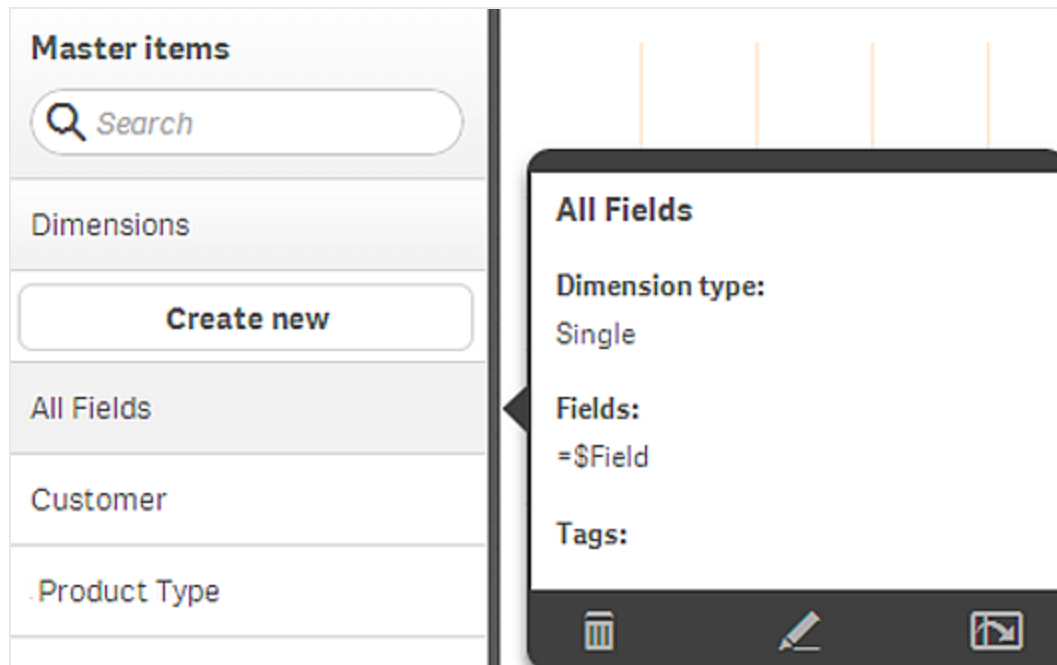 Master items
Search
Dimensions
Create new
All Fields
Customer
Product Type
All Fields
Dimension type:
Single
Fields:
=$Field
Tags: